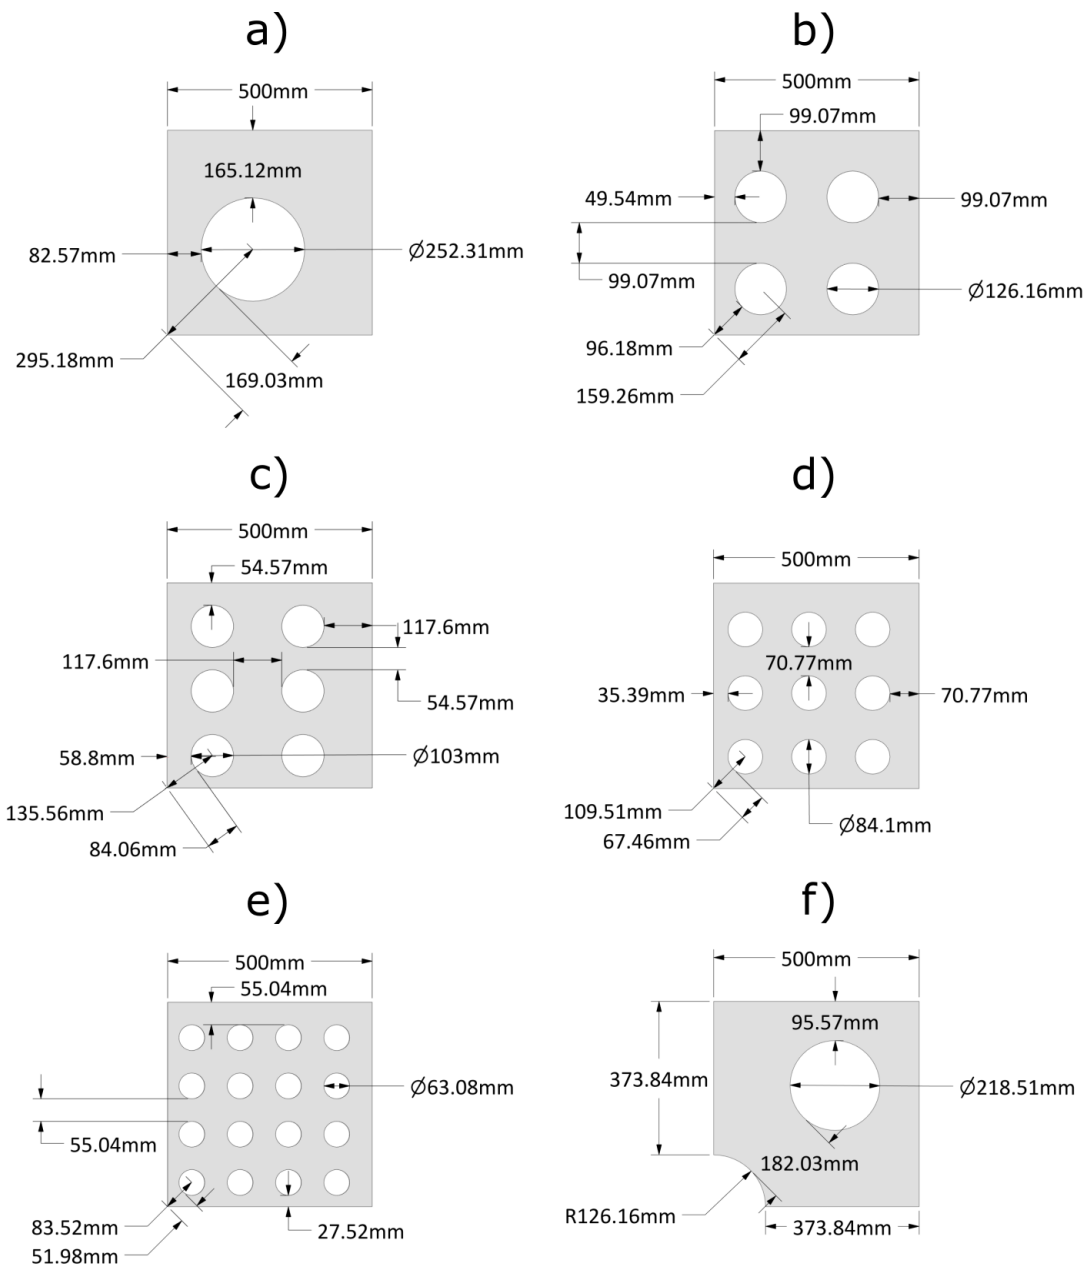 a)
b)
500mm
165.12mm
82.57mm
Ø252.31mm
295.18mm
169.03mm
500mm
99.07mm
49.54mm
99.07mm
99.07mm
Ø126.16mm
96.18mm
159.26mm
c)
d)
500mm
54.57mm
117.6mm
117.6mm
54.57mm
58.8mm
Ø103mm
135.56mm
84.06mm
500mm
70.77mm
35.39mm
70.77mm
109.51mm
67.46mm
Ø84.1mm
e)
f)
500mm
55.04mm
Ø63.08mm
55.04mm
83.52mm
51.98mm
27.52mm
500mm
95.57mm
373.84mm
Ø218.51mm
182.03mm
R126.16mm
373.84mm